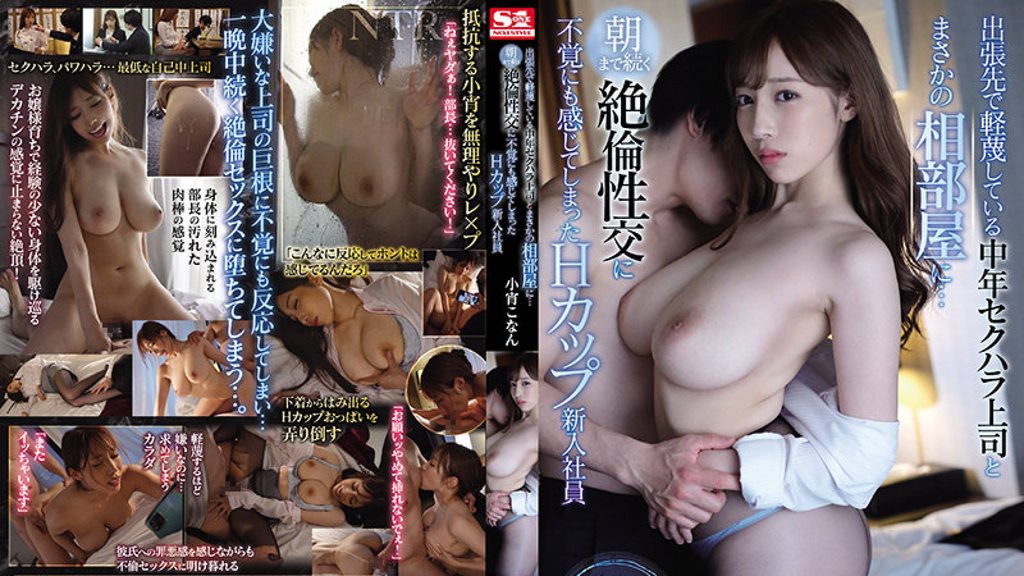 セクハラ、パワハラ…最低な自己中上司
NTR
抵抗する小宵を無理やりレ×プ
「ねぇヤダぁ!部長…抜いてください!」
大嫌いな上司の巨根に不覚にも反応してしまい…
一晩中続く絶倫セックスに堕ちてしまう…。
身体に刻み込まれる
部長の汚れた
肉棒の感覚
お嬢様育ちで経験の少ない身体を駆け巡る
デカチンの感覚で止まらない絶頂!
「こんなに反応してホントは
感じてるんだろ」
下着からはみ出る
Hカップおっぱいを
弄り倒す
「お願いやめて挿れないでぇ!」
軽蔑するほど
嫌いなのに…
求めてしまう
カラダ
「また
イッちゃいます」
彼氏への罪悪感を感じながらも
不倫セックスに明け暮れる
S1
NO.1 STYLE
出張先で軽蔑している中年セクハラ上司とまさかの相部屋に…
朝まで続く絶倫性交に不覚にも感じてしまった
Hカップ新入社員
小宵こなん
出張先で軽蔑している中年セクハラ上司と
まさかの相部屋に…
朝まで続く絶倫性交に
不覚にも感じてしまったHカップ新入社員